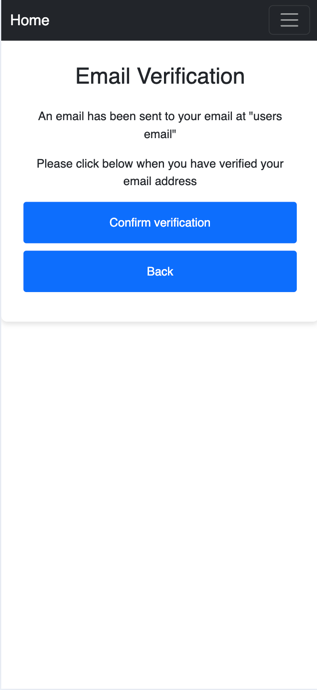 Home
Email Verification
An email has been sent to your email at "users
email"
Please click below when you have verified your
email address
Confirm verification
Back